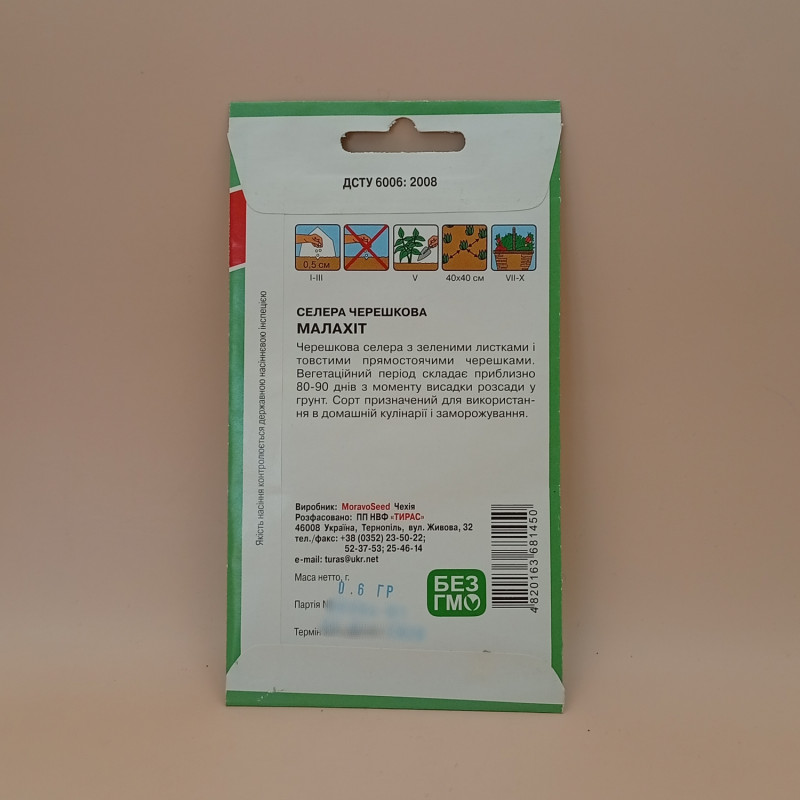 ДСТУ 6006: 2008
0,5 см
I-III
V
40х40 см
VII-X
СЕЛЕРА ЧЕРЕШКОВА
МАЛАХІТ
Черешкова селера з зеленими листками і
товстими прямостоячими черешками.
Вегетаційний період складає приблизно
80-90 днів з моменту висадки розсади у
грунт. Сорт призначений для використан-
ня в домашній кулінарії і заморожування.
Якість насіння контролюється державною насіннєвою інспекцією
Виробник: MoravoSeed Чехія
Розфасовано: ПП НВФ «ТИРАС»
46008 Україна, Тернопіль, вул. Живова, 32
тел./факс: +38 (0352) 23-50-22;
52-37-53; 25-46-14
e-mail: turas@ukr.net
Маса нетто, г.
0.6 ГР
Партія №
Термін
БЕЗ
ГМО
4820163681450